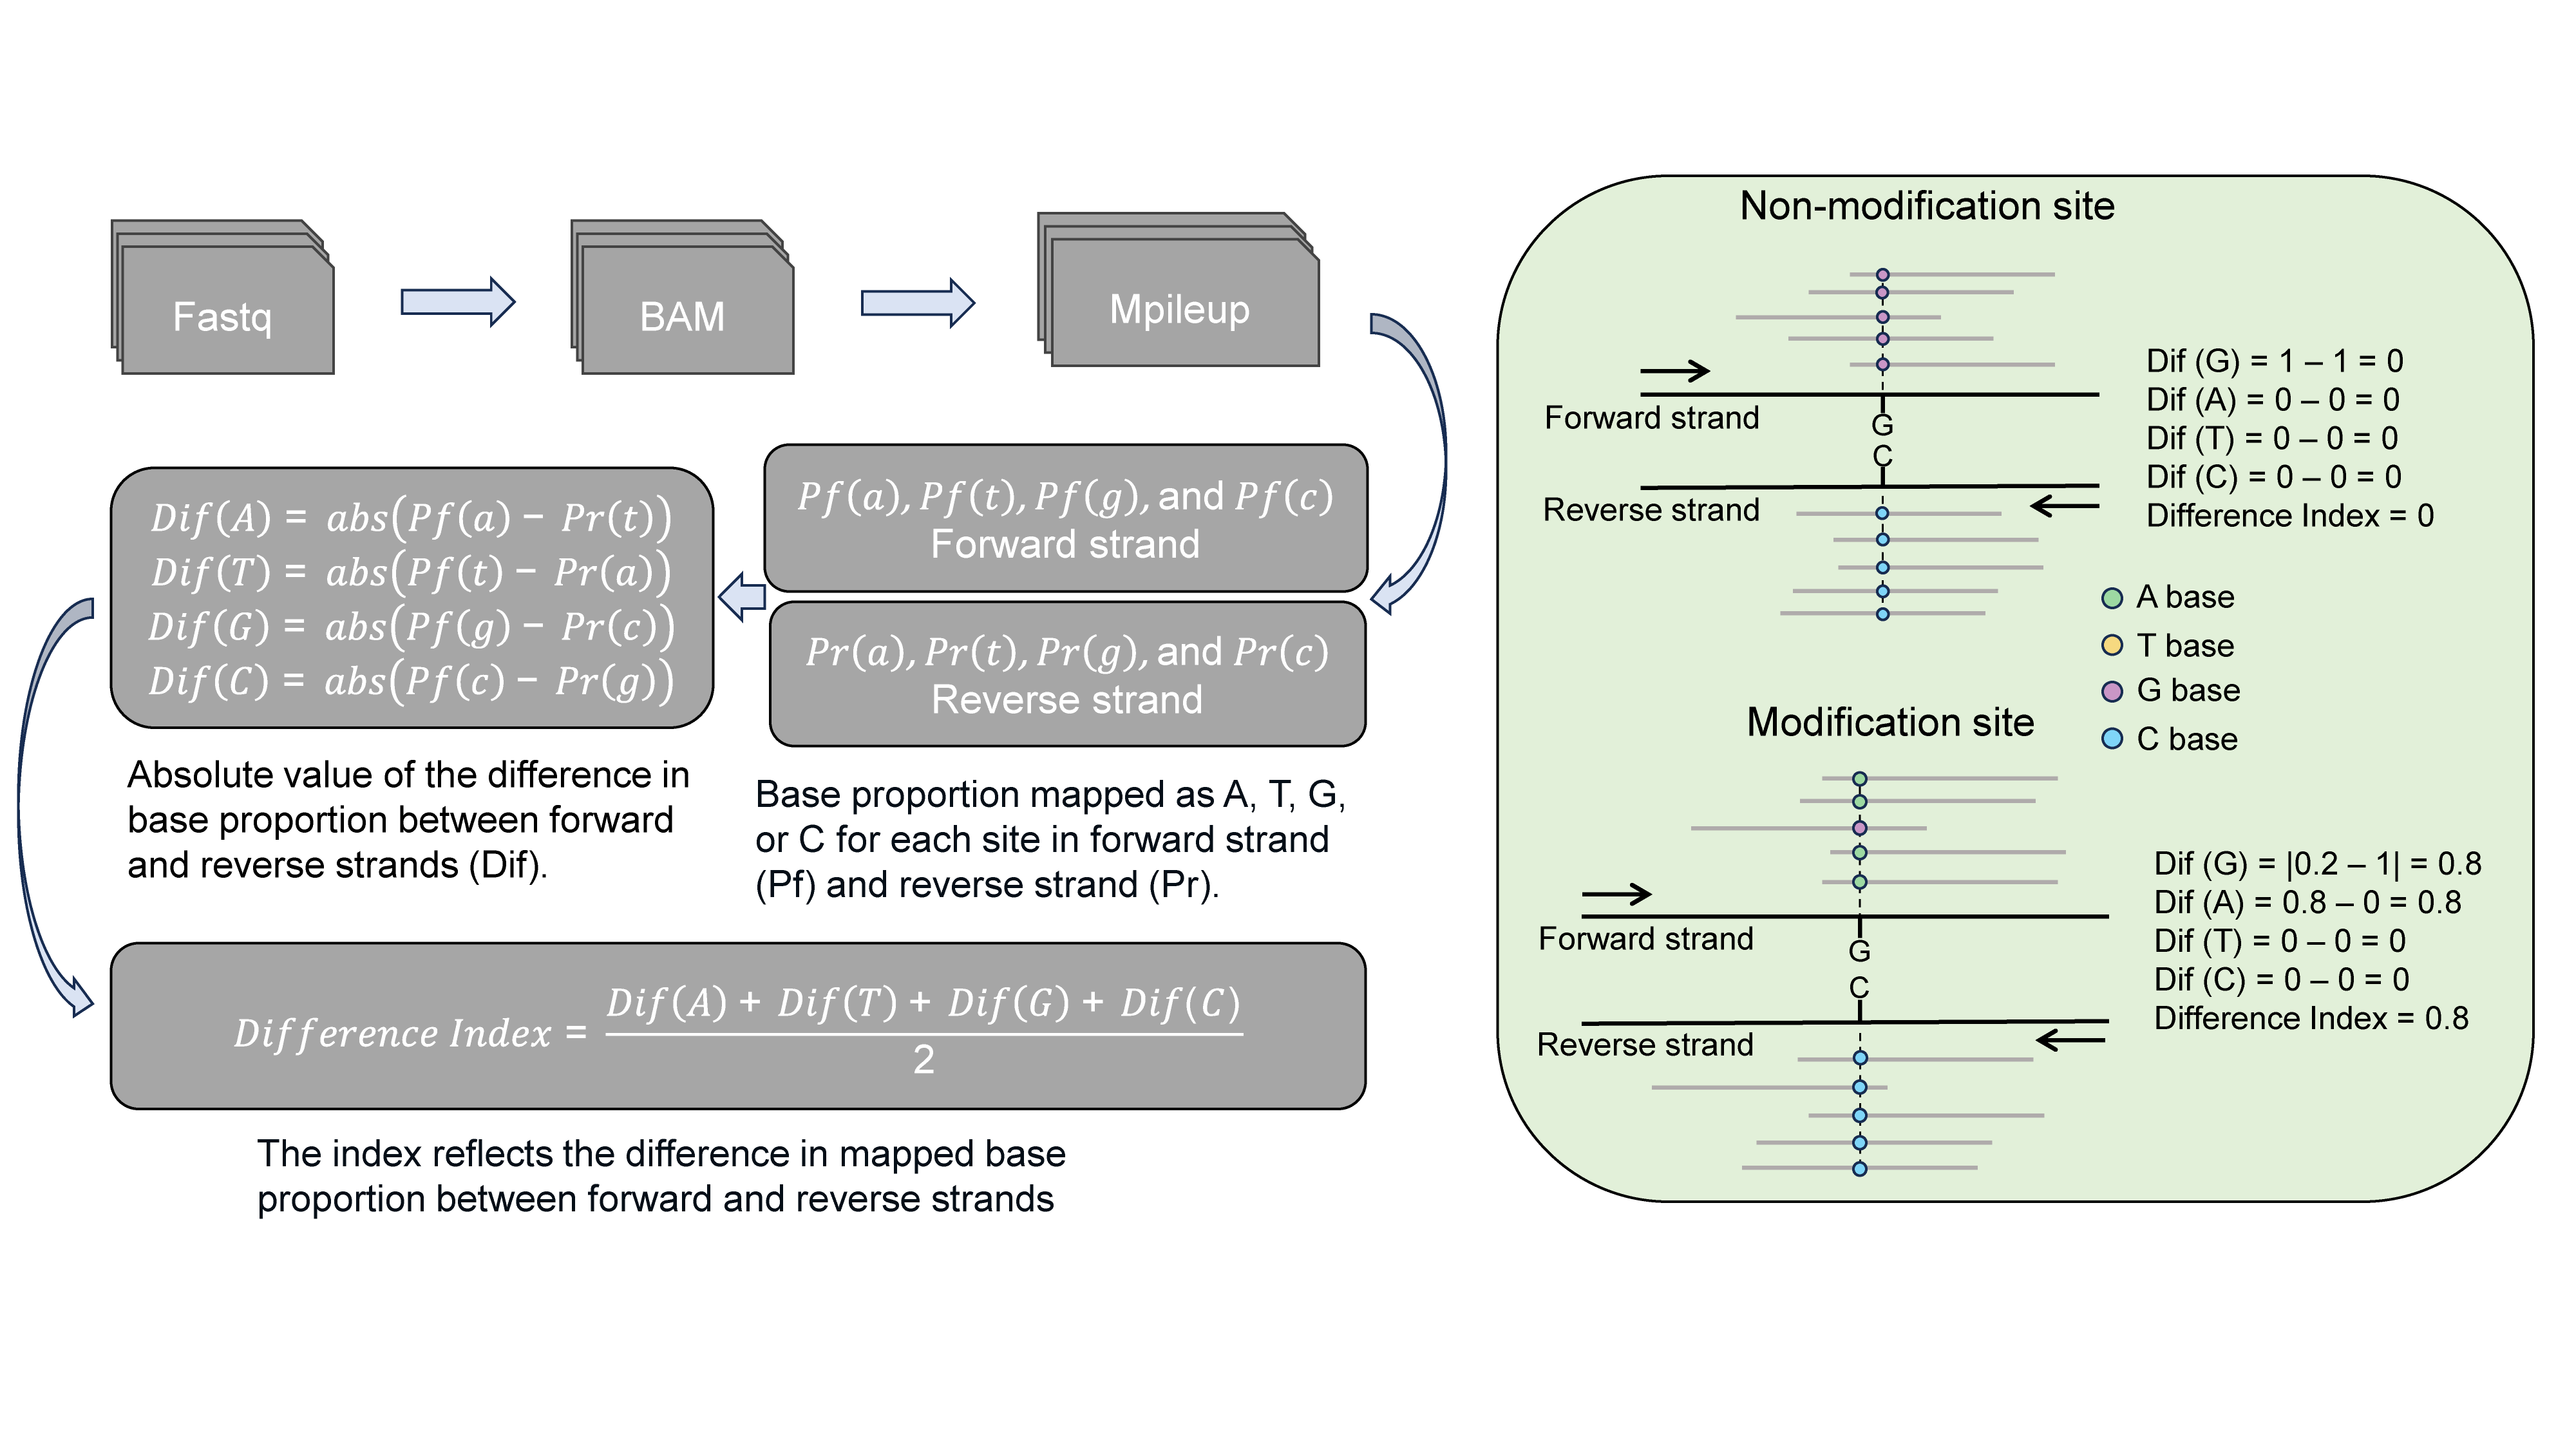 Fastq
BAM
Mpileup
Pf(a), Pf(t), Pf(g), and Pf(c)
Forward strand
Pr(a), Pr(t), Pr(g), and Pr(c)
Reverse strand
Base proportion mapped as A, T, G,
or C for each site in forward strand
(Pf) and reverse strand (Pr).
Dif(A) = abs(Pf(a) − Pr(t))
Dif(T) = abs(Pf(t) − Pr(a))
Dif(G) = abs(Pf(g) − Pr(c))
Dif(C) = abs(Pf(c) − Pr(g))
Absolute value of the difference in
base proportion between forward
and reverse strands (Dif).
Difference Index = Dif(A) + Dif(T) + Dif(G) + Dif(C)
2
The index reflects the difference in mapped base
proportion between forward and reverse strands
Non-modification site
Forward strand
G
C
Reverse strand
Dif (G) = 1 – 1 = 0
Dif (A) = 0 – 0 = 0
Dif (T) = 0 – 0 = 0
Dif (C) = 0 – 0 = 0
Difference Index = 0
A base
T base
G base
C base
Modification site
Forward strand
G
C
Reverse strand
Dif (G) = |0.2 – 1| = 0.8
Dif (A) = 0.8 – 0 = 0.8
Dif (T) = 0 – 0 = 0
Dif (C) = 0 – 0 = 0
Difference Index = 0.8